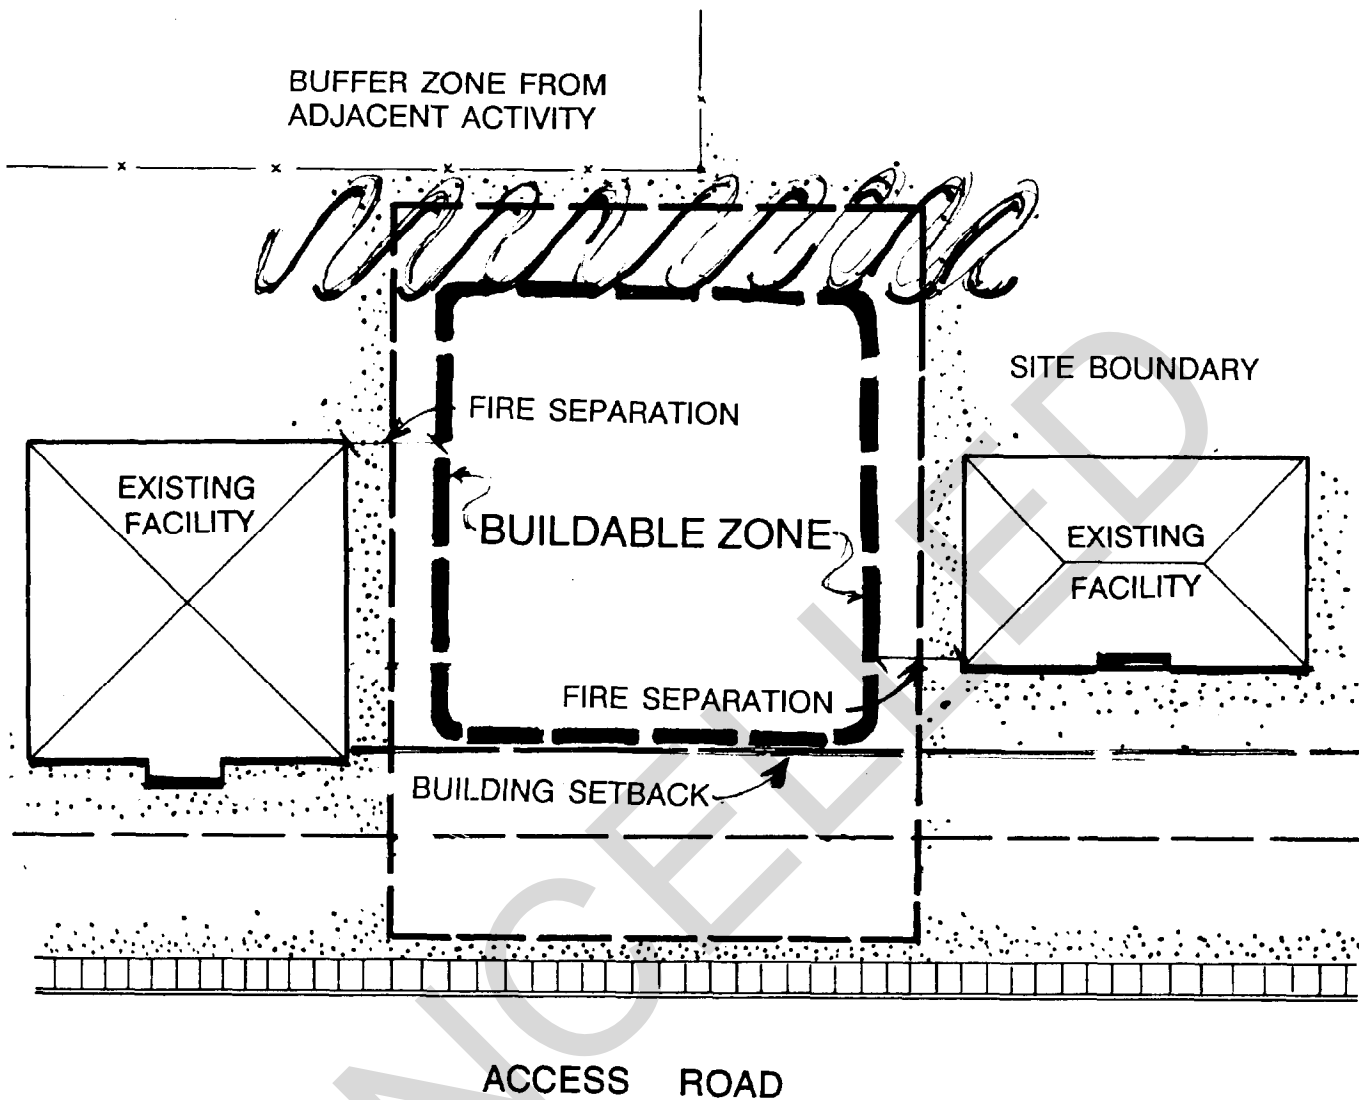 BUFFER ZONE FROM
ADJACENT ACTIVITY
SITE BOUNDARY
FIRE SEPARATION
EXISTING
FACILITY
BUILDABLE ZONE
EXISTING
FACILITY
FIRE SEPARATION
BUILDING SETBACK
ACCESS ROAD
NCELLED